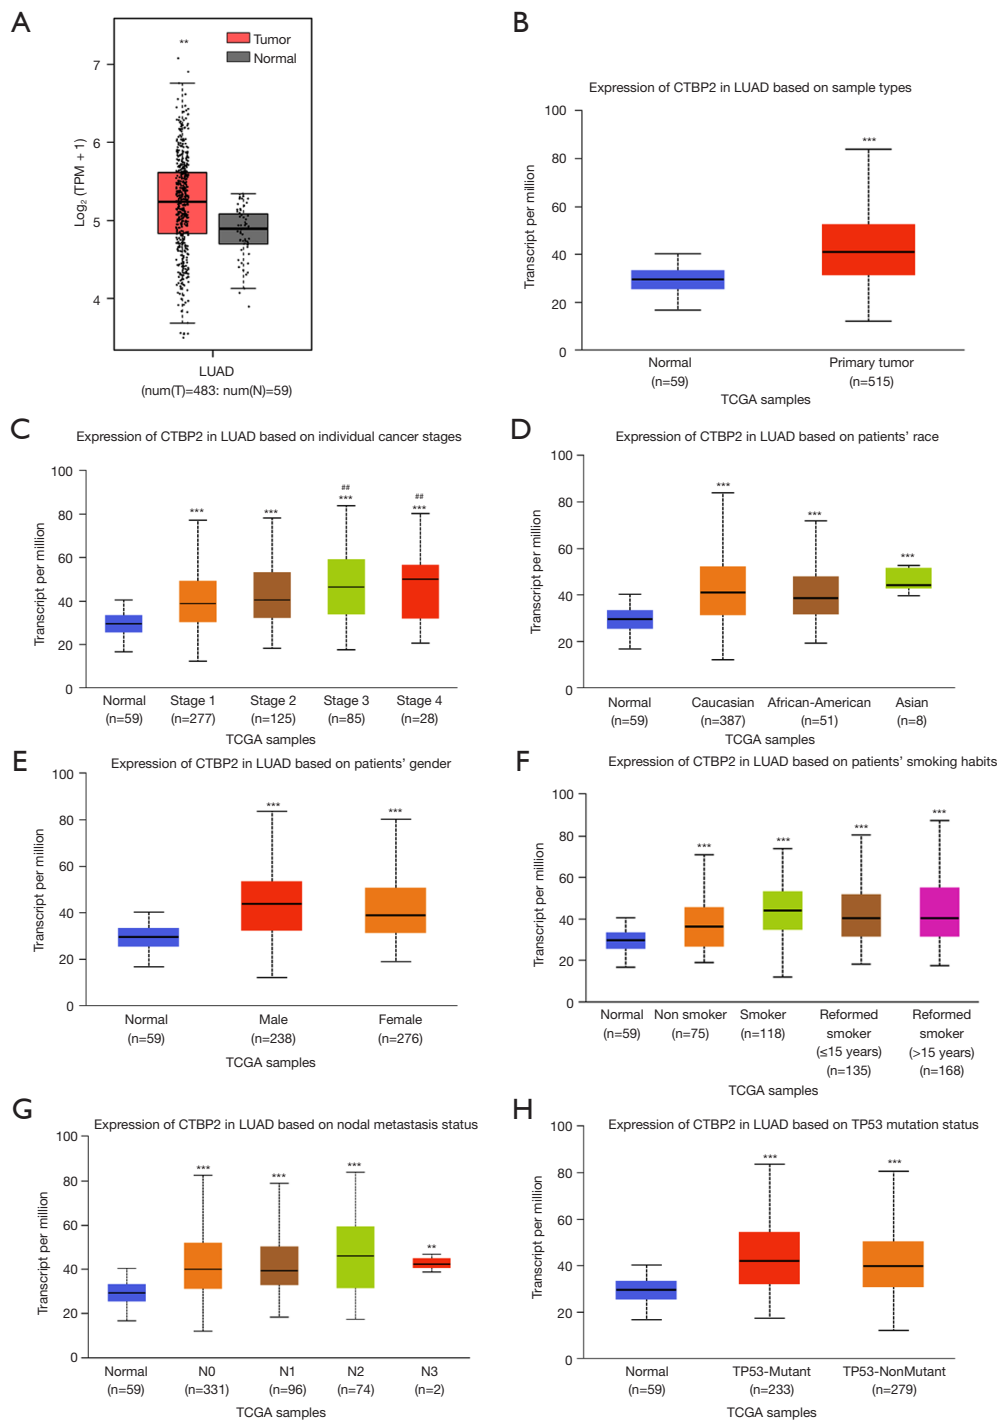 A
**
Tumor
Normal
7
6
5
4
Log₂ (TPM + 1)
LUAD
(num(T)=483: num(N)=59)
B
Expression of CTBP2 in LUAD based on sample types
***
100
80
60
40
20
0
Transcript per million
Normal
(n=59)
Primary tumor
(n=515)
TCGA samples
C
Expression of CTBP2 in LUAD based on individual cancer stages
***
***
##
***
##
***
100
80
60
40
20
0
Transcript per million
Normal
(n=59)
Stage 1
(n=277)
Stage 2
(n=125)
Stage 3
(n=85)
Stage 4
(n=28)
TCGA samples
D
Expression of CTBP2 in LUAD based on patients' race
***
***
***
100
80
60
40
20
0
Transcript per million
Normal
(n=59)
Caucasian
(n=387)
African-American
(n=51)
Asian
(n=8)
TCGA samples
E
Expression of CTBP2 in LUAD based on patients' gender
***
***
100
80
60
40
20
0
Transcript per million
Normal
(n=59)
Male
(n=238)
Female
(n=276)
TCGA samples
F
Expression of CTBP2 in LUAD based on patients' smoking habits
***
***
***
***
100
80
60
40
20
0
Transcript per million
Normal
(n=59)
Non smoker
(n=75)
Smoker
(n=118)
Reformed
smoker
(≤15 years)
(n=135)
Reformed
smoker
(>15 years)
(n=168)
TCGA samples
G
Expression of CTBP2 in LUAD based on nodal metastasis status
***
***
***
**
100
80
60
40
20
0
Transcript per million
Normal
(n=59)
N0
(n=331)
N1
(n=96)
N2
(n=74)
N3
(n=2)
TCGA samples
H
Expression of CTBP2 in LUAD based on TP53 mutation status
***
***
100
80
60
40
20
0
Transcript per million
Normal
(n=59)
TP53-Mutant
(n=233)
TP53-NonMutant
(n=279)
TCGA samples